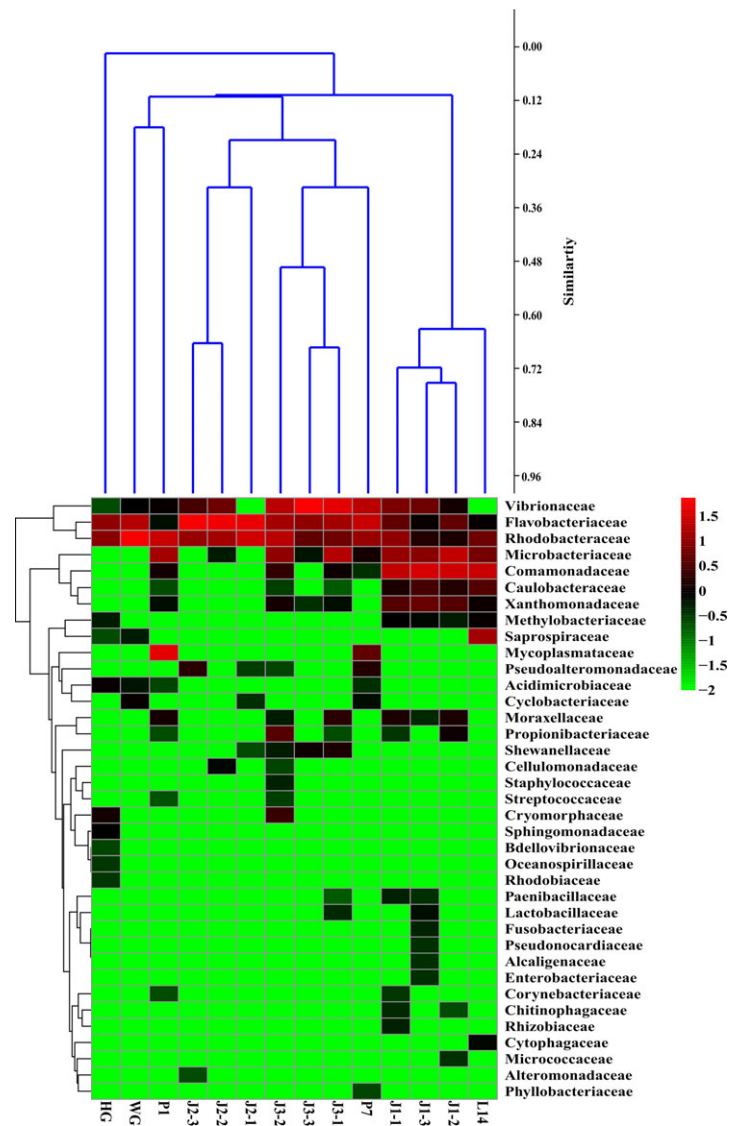 0.00
0.12
0.24
0.36
0.48
0.60
0.72
0.84
0.96
Similartiy
Vibrionaceae
Flavobacteriaceae
Rhodobacteraceae
Microbacteriaceae
Comamonadaceae
Caulobacteraceae
Xanthomonadaceae
Methylobacteriaceae
Saprospiraceae
Mycoplasmataceae
Pseudoalteromonadaceae
Acidimicrobiaceae
Cyclobacteriaceae
Moraxellaceae
Propionibacteriaceae
Shewanellaceae
Cellulomonadaceae
Staphylococcaceae
Streptococcaceae
Cryomorphaceae
Sphingomonadaceae
Bdellovibrionaceae
Oceanospirillaceae
Rhodobiaceae
Paenibacillaceae
Lactobacillaceae
Fusobacteriaceae
Pseudonocardiaceae
Alcaligenaceae
Enterobacteriaceae
Corynebacteriaceae
Chitinophagaceae
Rhizobiaceae
Cytophagaceae
Micrococcaceae
Alteromonadaceae
Phyllobacteriaceae
1.5
1
0.5
0
−0.5
−1
−1.5
−2
HG WG P1 J2-3 J2-2 J2-1 J3-2 J3-3 J3-1 P7 J1-1 J1-3 J1-2 L14